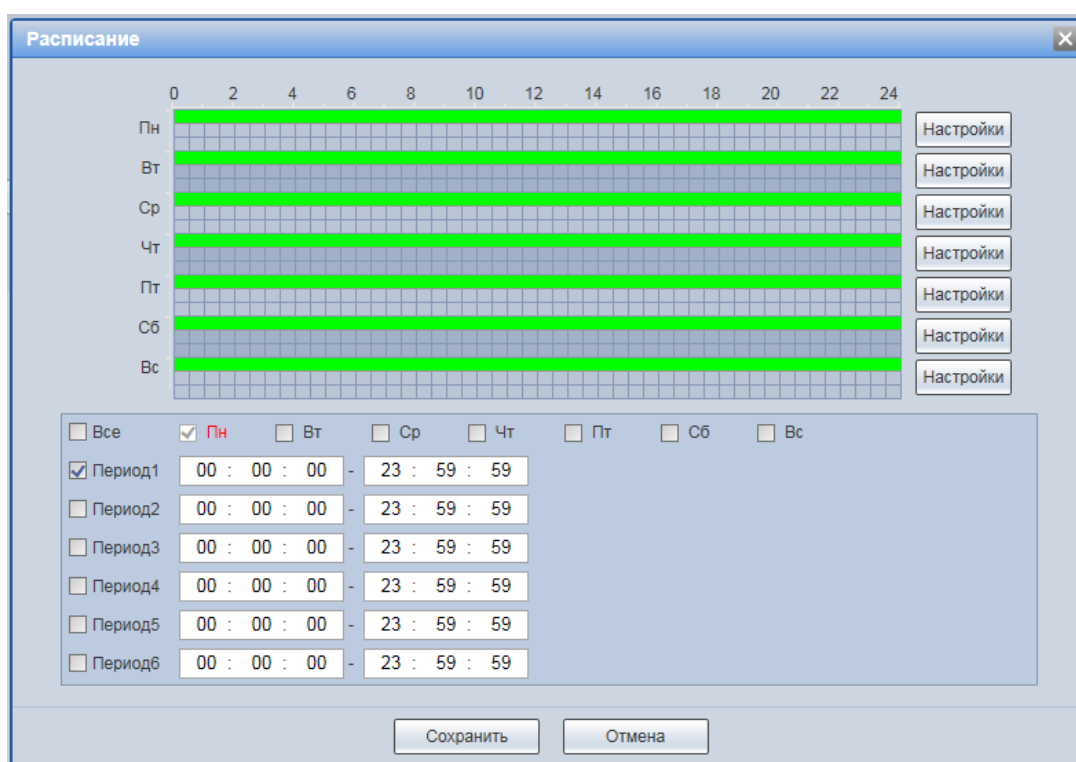 Расписание
0 2 4 6 8 10 12 14 16 18 20 22 24
Пн Настройки
Вт Настройки
Ср Настройки
Чт Настройки
Пт Настройки
Сб Настройки
Вс Настройки
Все Пн Вт Ср Чт Пт Сб Вс
Период1 00 : 00 : 00 - 23 : 59 : 59
Период2 00 : 00 : 00 - 23 : 59 : 59
Период3 00 : 00 : 00 - 23 : 59 : 59
Период4 00 : 00 : 00 - 23 : 59 : 59
Период5 00 : 00 : 00 - 23 : 59 : 59
Период6 00 : 00 : 00 - 23 : 59 : 59
Сохранить Отмена